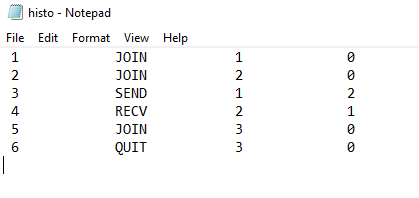 histo - Notepad
File Edit Format View Help
1 JOIN 1 0
2 JOIN 2 0
3 SEND 1 2
4 RECV 2 1
5 JOIN 3 0
6 QUIT 3 0